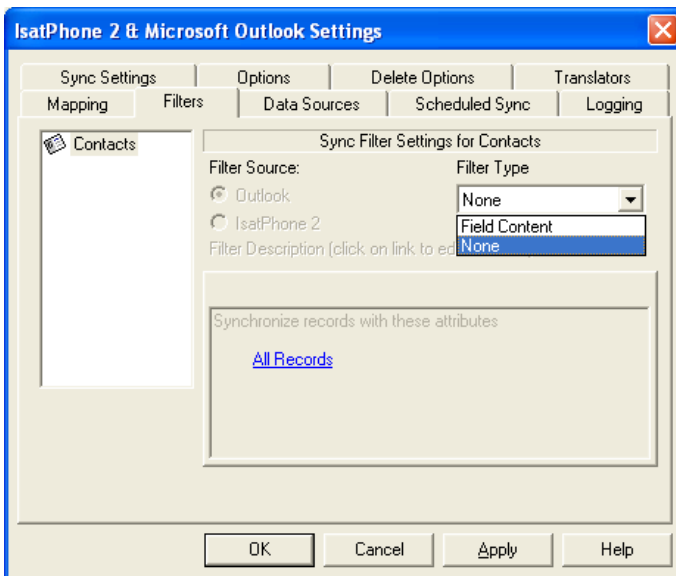 IsatPhone 2 & Microsoft Outlook Settings
Sync Settings Options Delete Options Translators
Mapping Filters Data Sources Scheduled Sync Logging
Contacts
Sync Filter Settings for Contacts
Filter Source: Filter Type
Outlook None
IsatPhone 2 Field Content
Filter Description (click on link to ed None
Synchronize records with these attributes
All Records
OK Cancel Apply Help